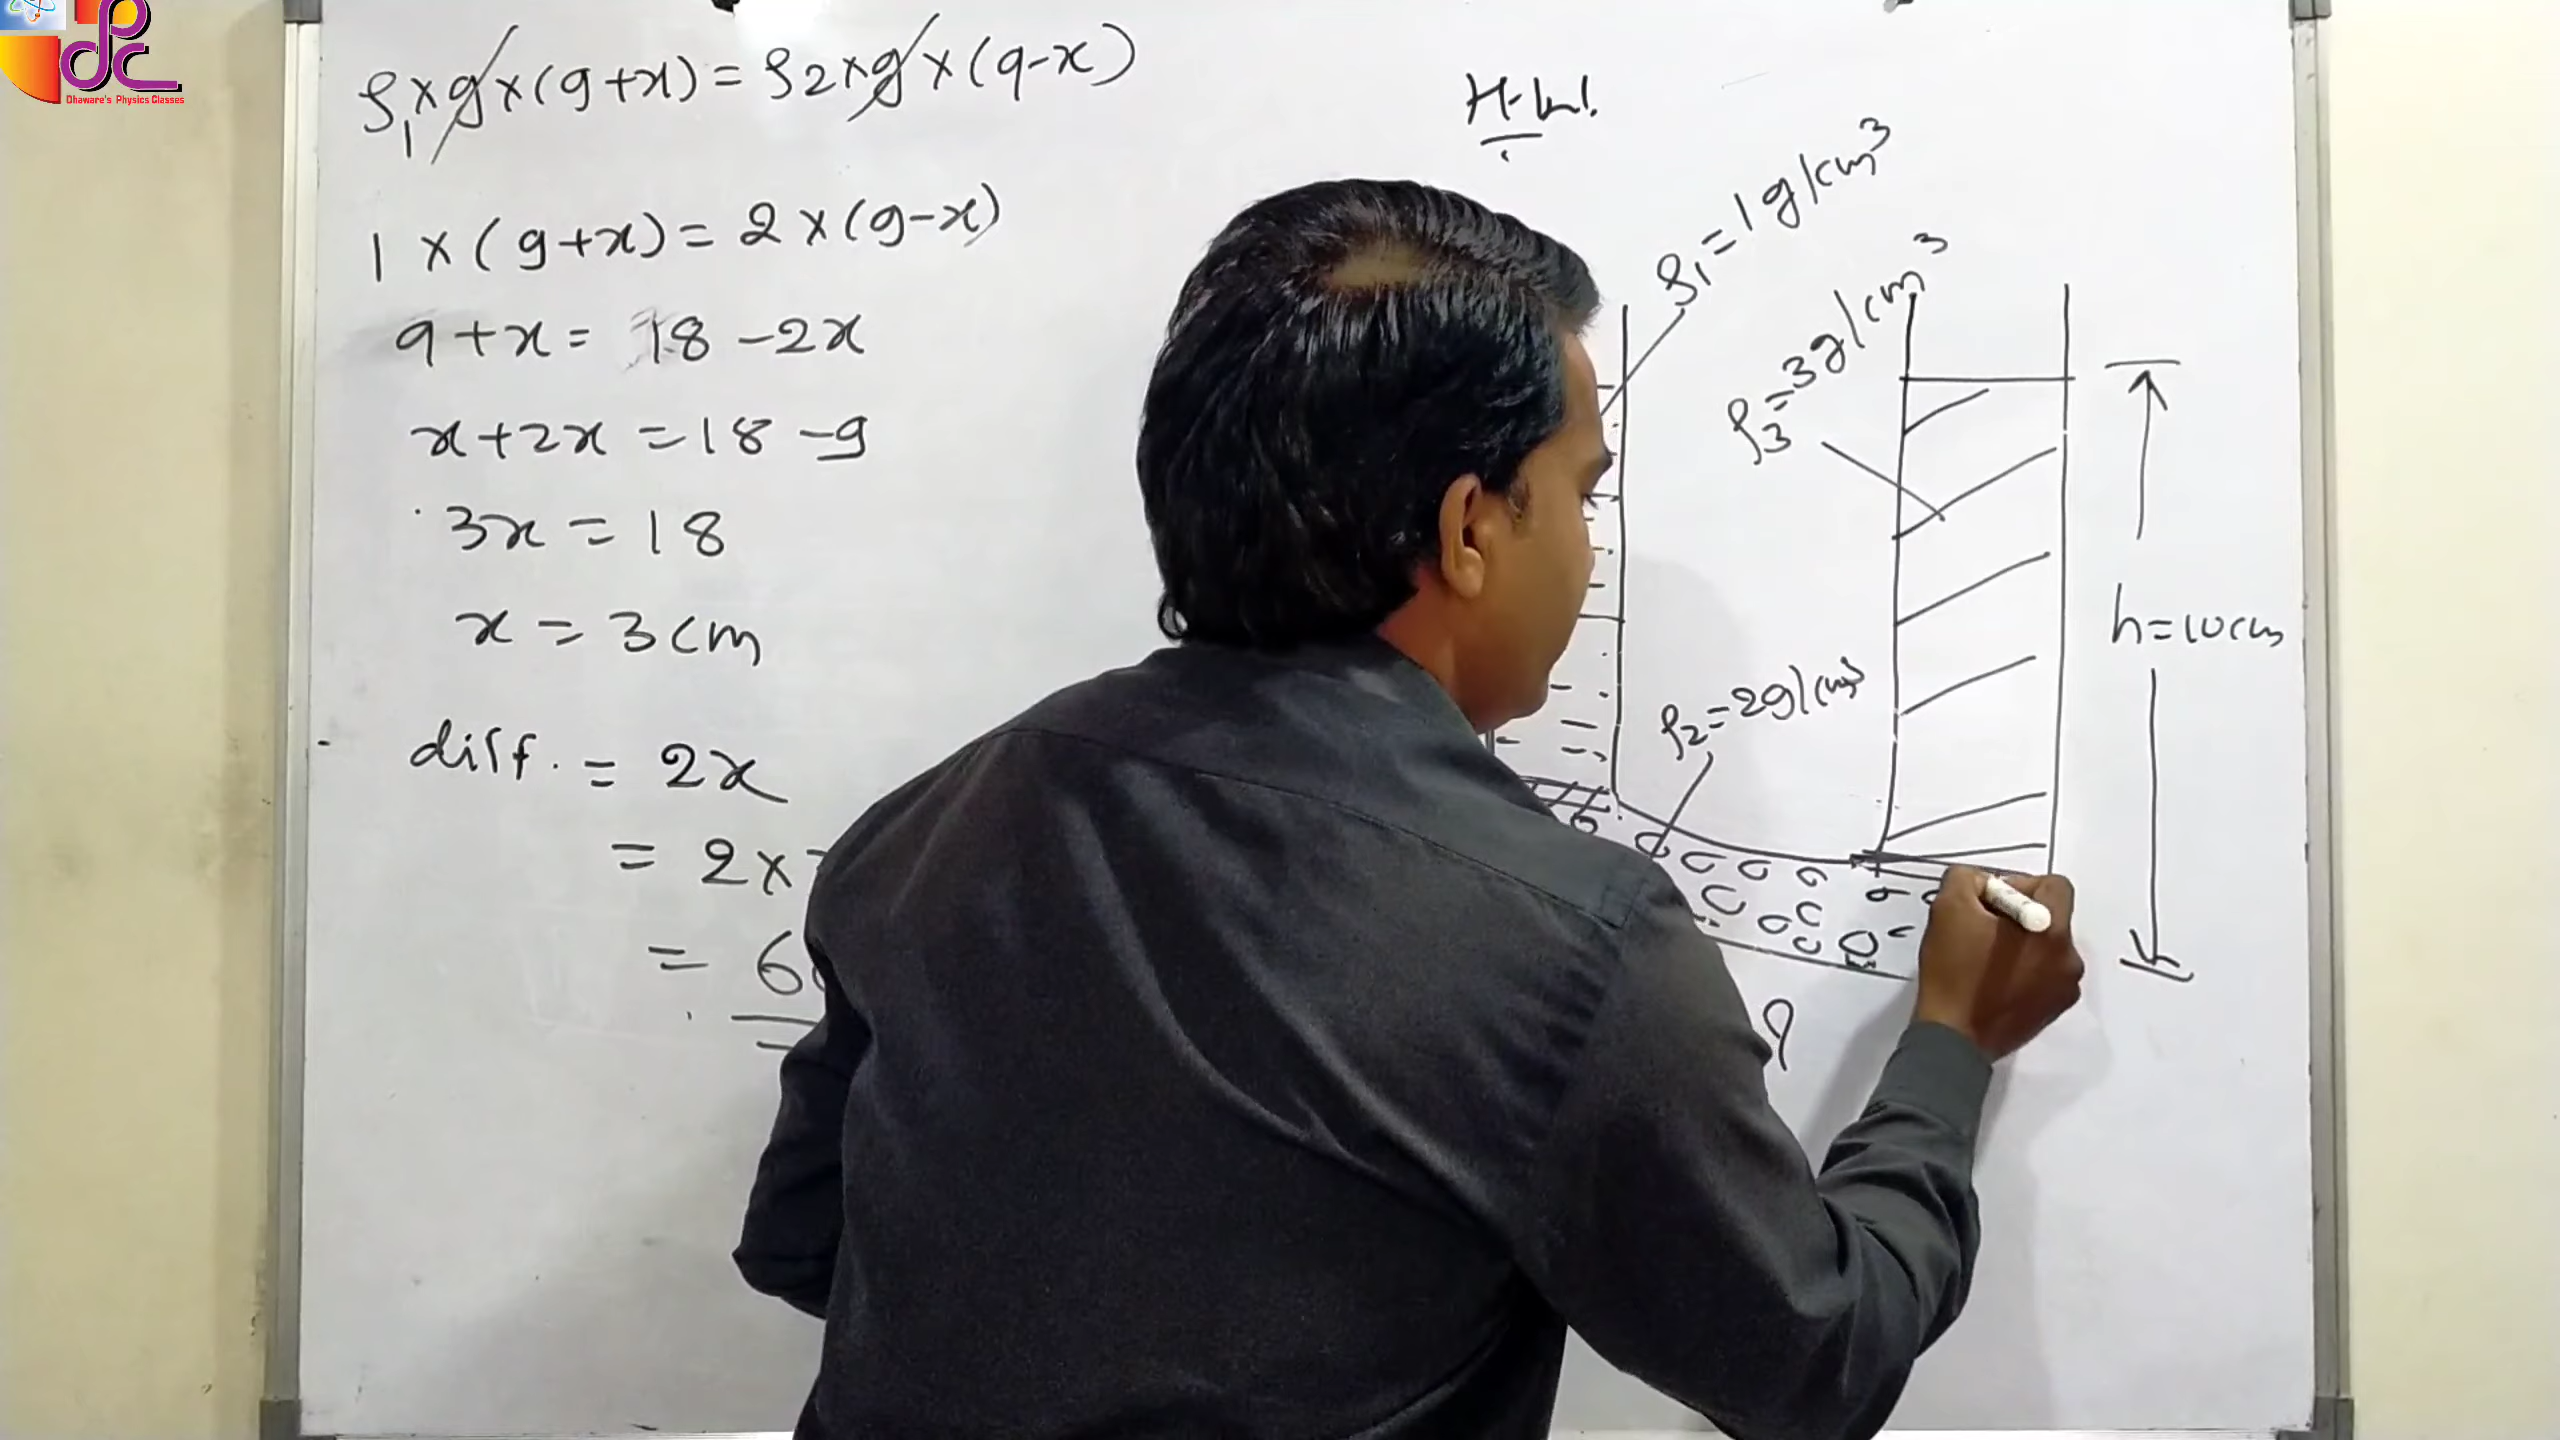 dpc
Dhaware's Physics Classes
ρ₁×g×(9+x)=ρ2×g×(9-x)
1×(9+x)=2×(9-x)
9+x= 18-2x
x+2x=18-9
3x=18
x=3cm
diff.=2x
=2×
=6
H.W.
ρ₁=1g/cm³
ρ₃=3g/cm³
h=10cm
ρ₂=2g/cm³